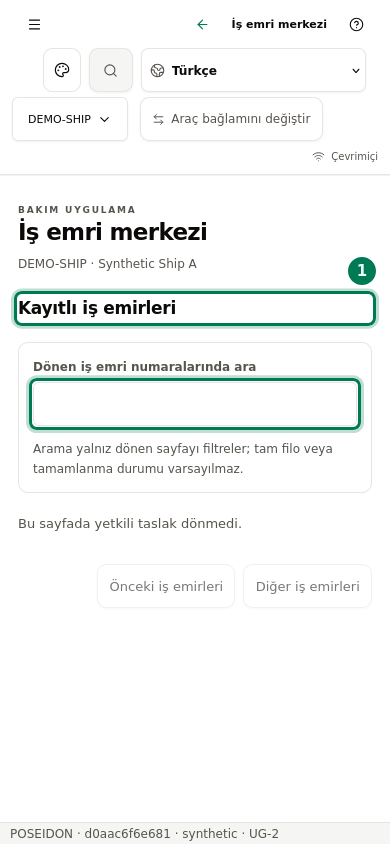 İş emri merkezi
Türkçe
DEMO-SHIP
Araç bağlamını değiştir
Çevrimiçi
BAKIM UYGULAMA
İş emri merkezi
DEMO-SHIP · Synthetic Ship A
1
Kayıtlı iş emirleri
Dönen iş emri numaralarında ara
Arama yalnız dönen sayfayı filtreler; tam filo veya
tamamlanma durumu varsayılmaz.
Bu sayfada yetkili taslak dönmedi.
Önceki iş emirleri
Diğer iş emirleri
POSEIDON · d0aac6f6e681 · synthetic · UG-2